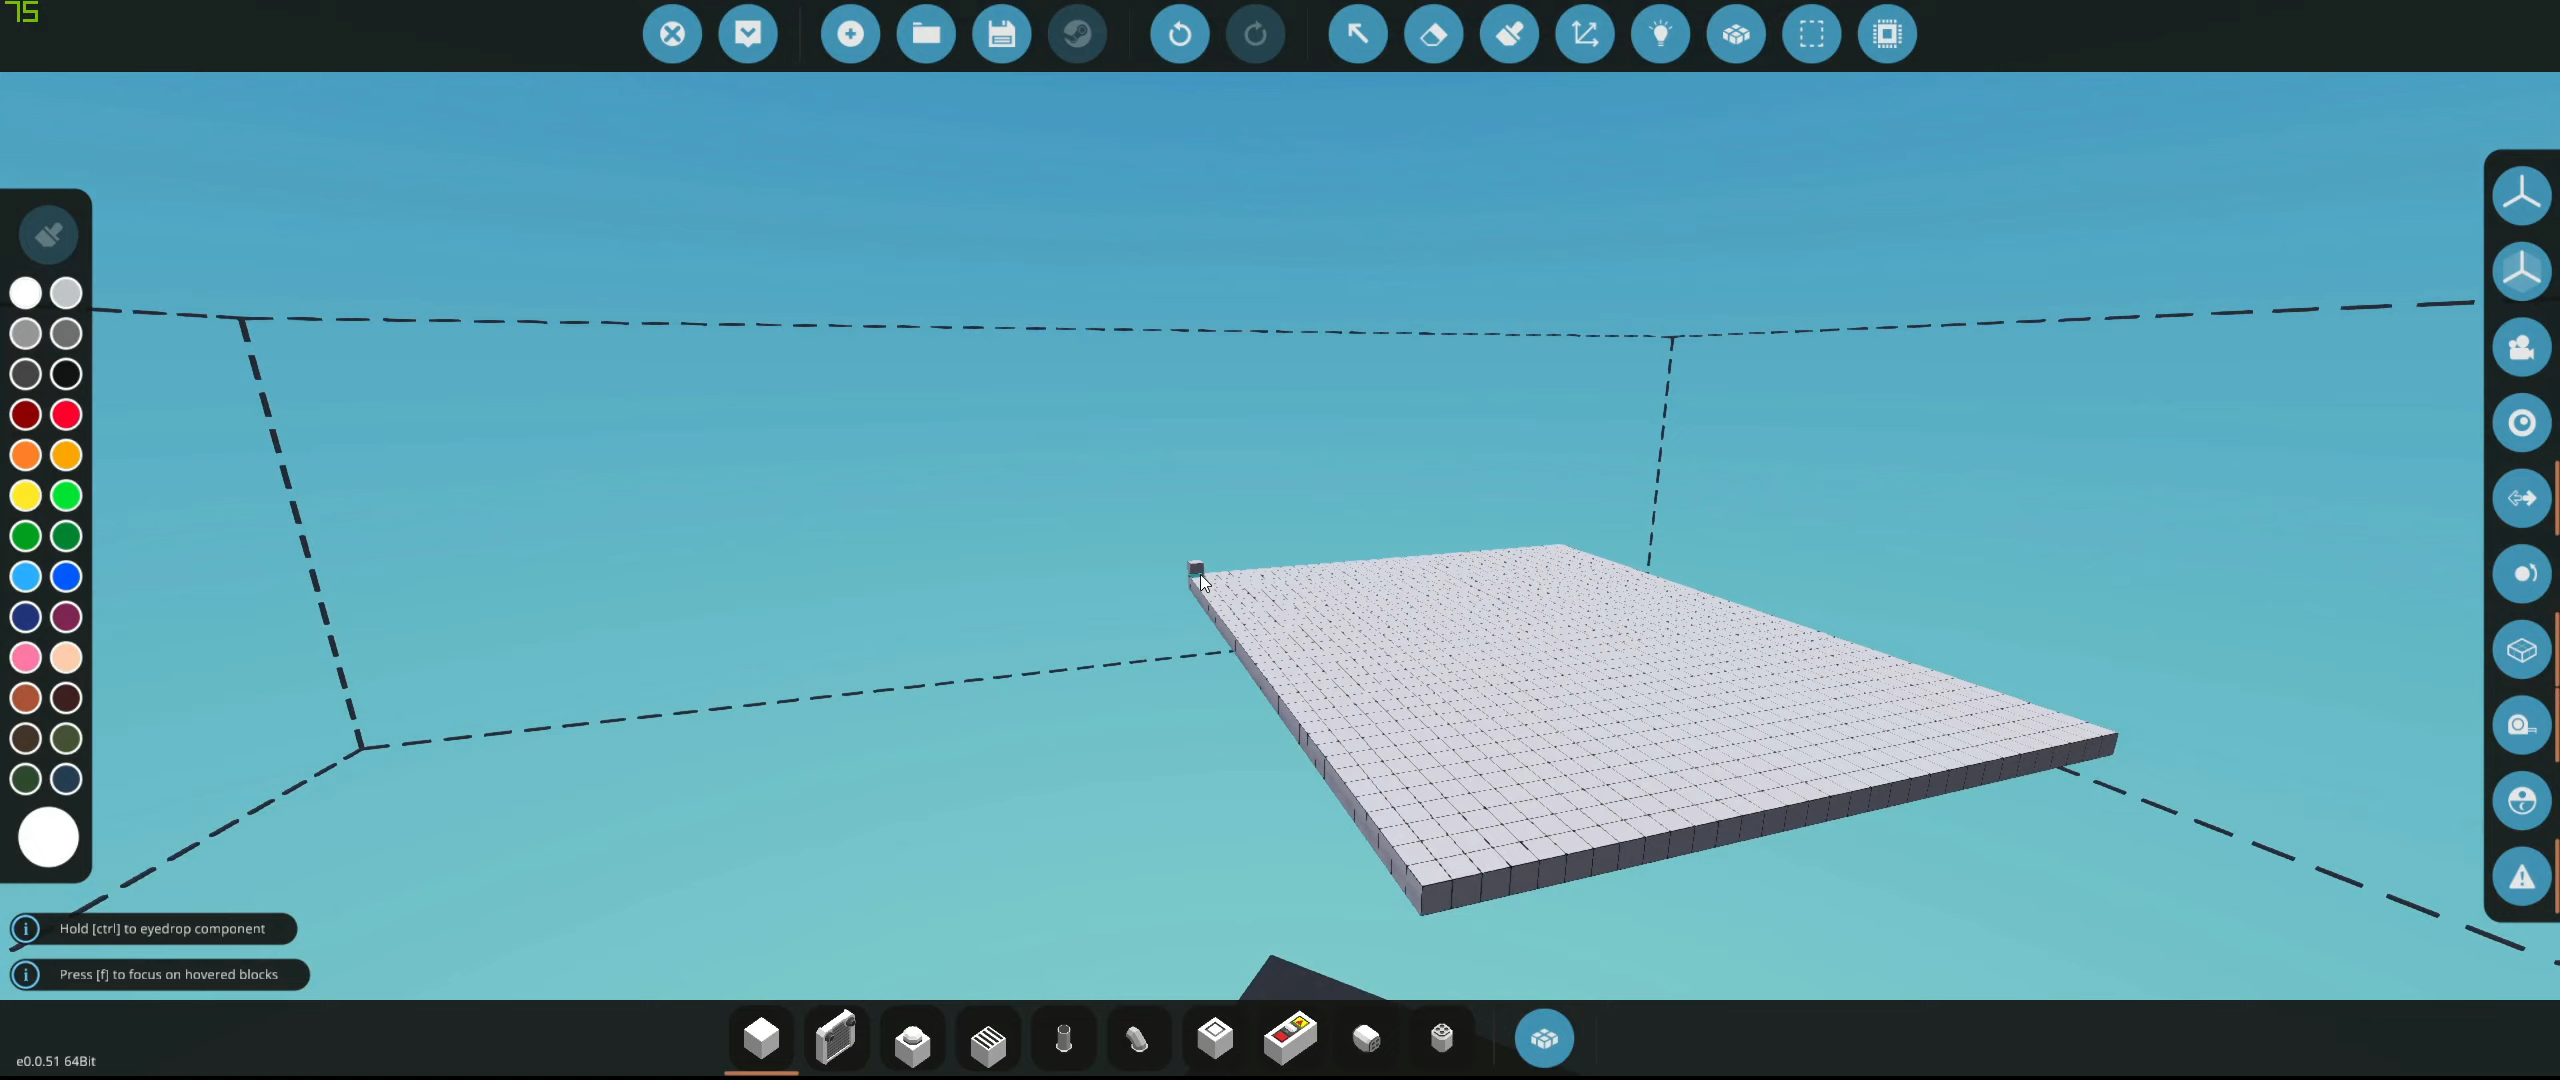 75
Hold [ctrl] to eyedrop component
Press [f] to focus on hovered blocks
e0.0.51 64Bit